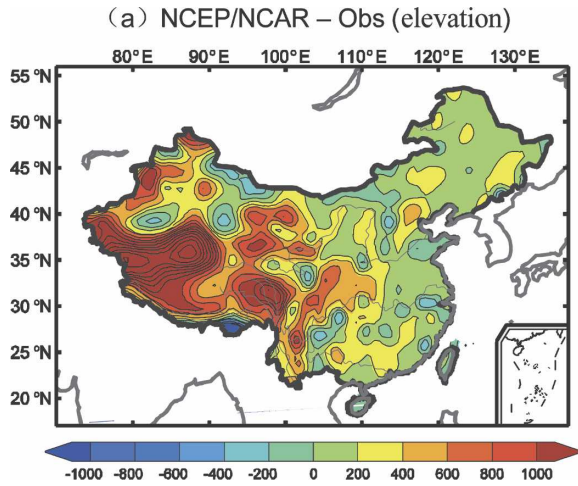 （a）NCEP/NCAR – Obs (elevation)
80°E 90°E 100°E 110°E 120°E 130°E
55 °N
50 °N
45 °N
40 °N
35 °N
30 °N
25 °N
20 °N
-1000 -800 -600 -400 -200 0 200 400 600 800 1000